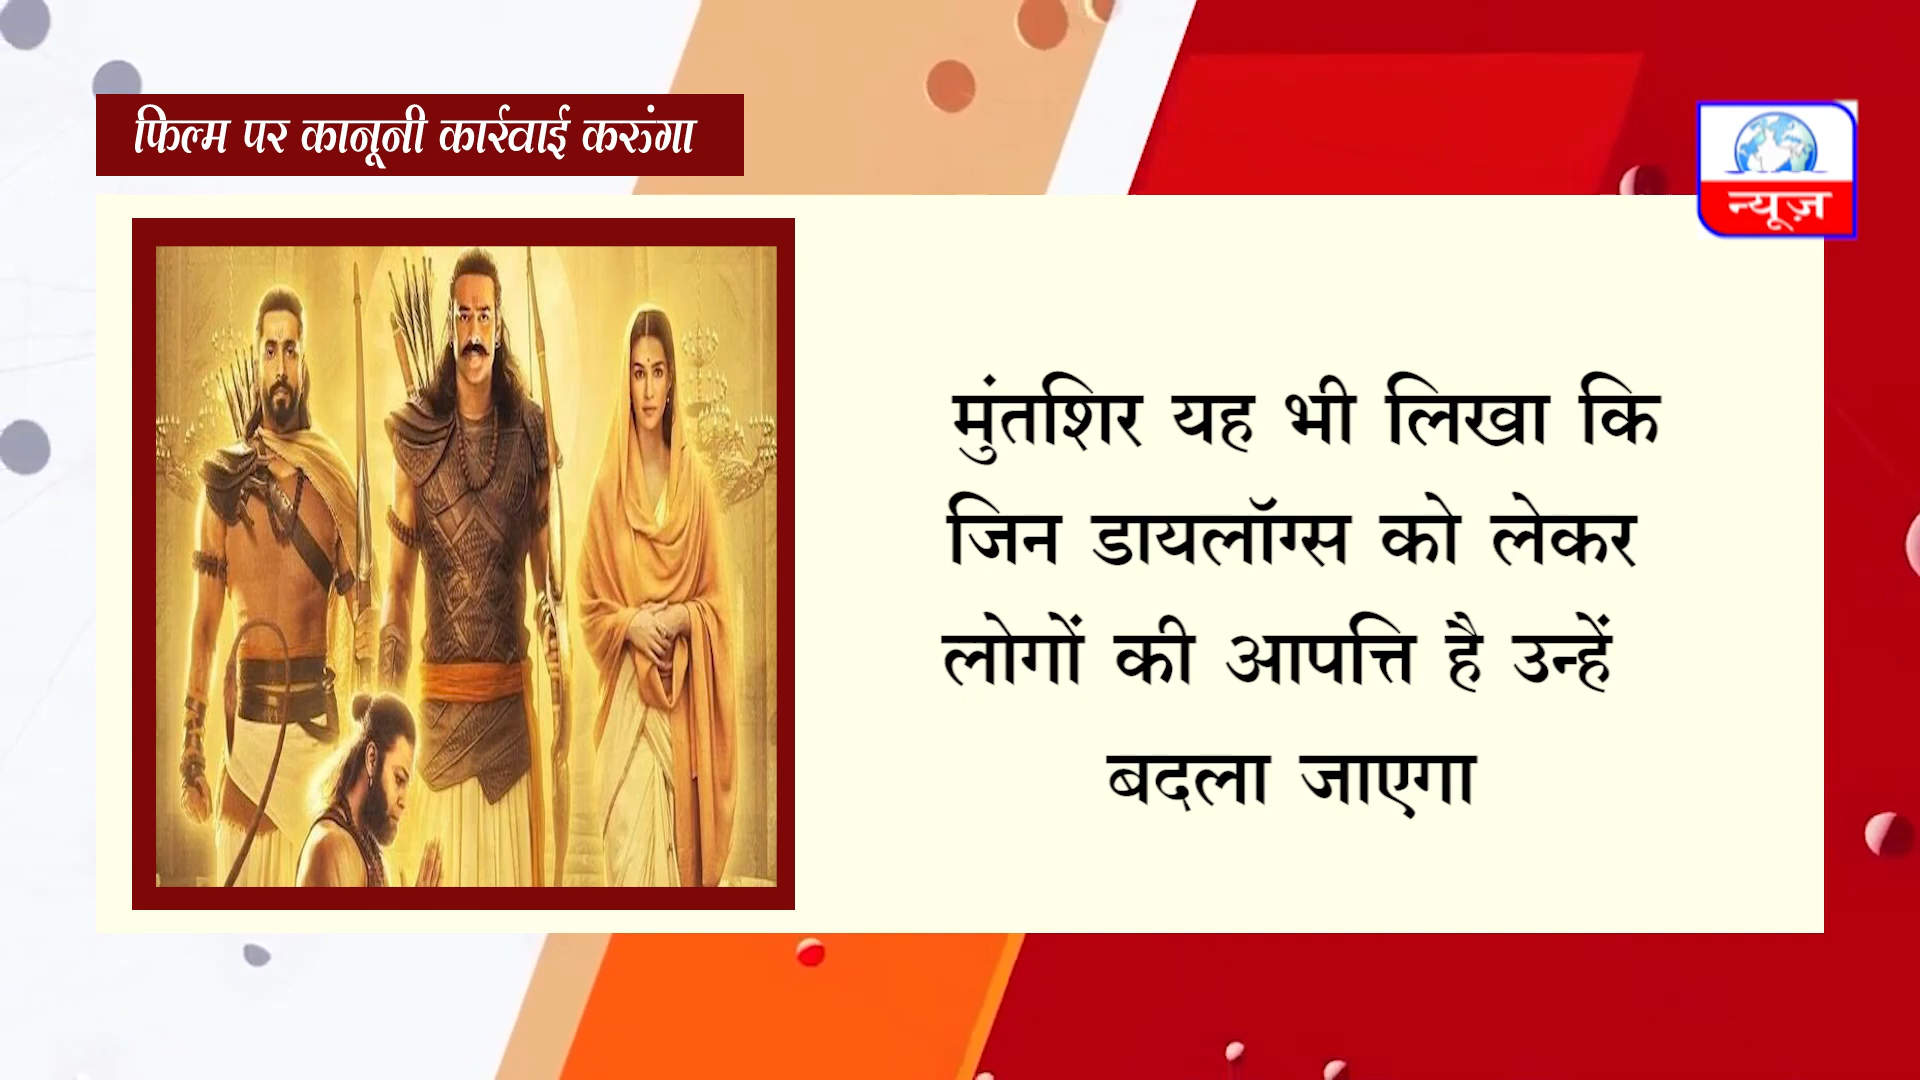 फिल्म पर कानूनी कार्रवाई करुंगा
न्यूज़
मुंतशिर यह भी लिखा कि
जिन डायलॉग्स को लेकर
लोगों की आपत्ति है उन्हें
बदला जाएगा